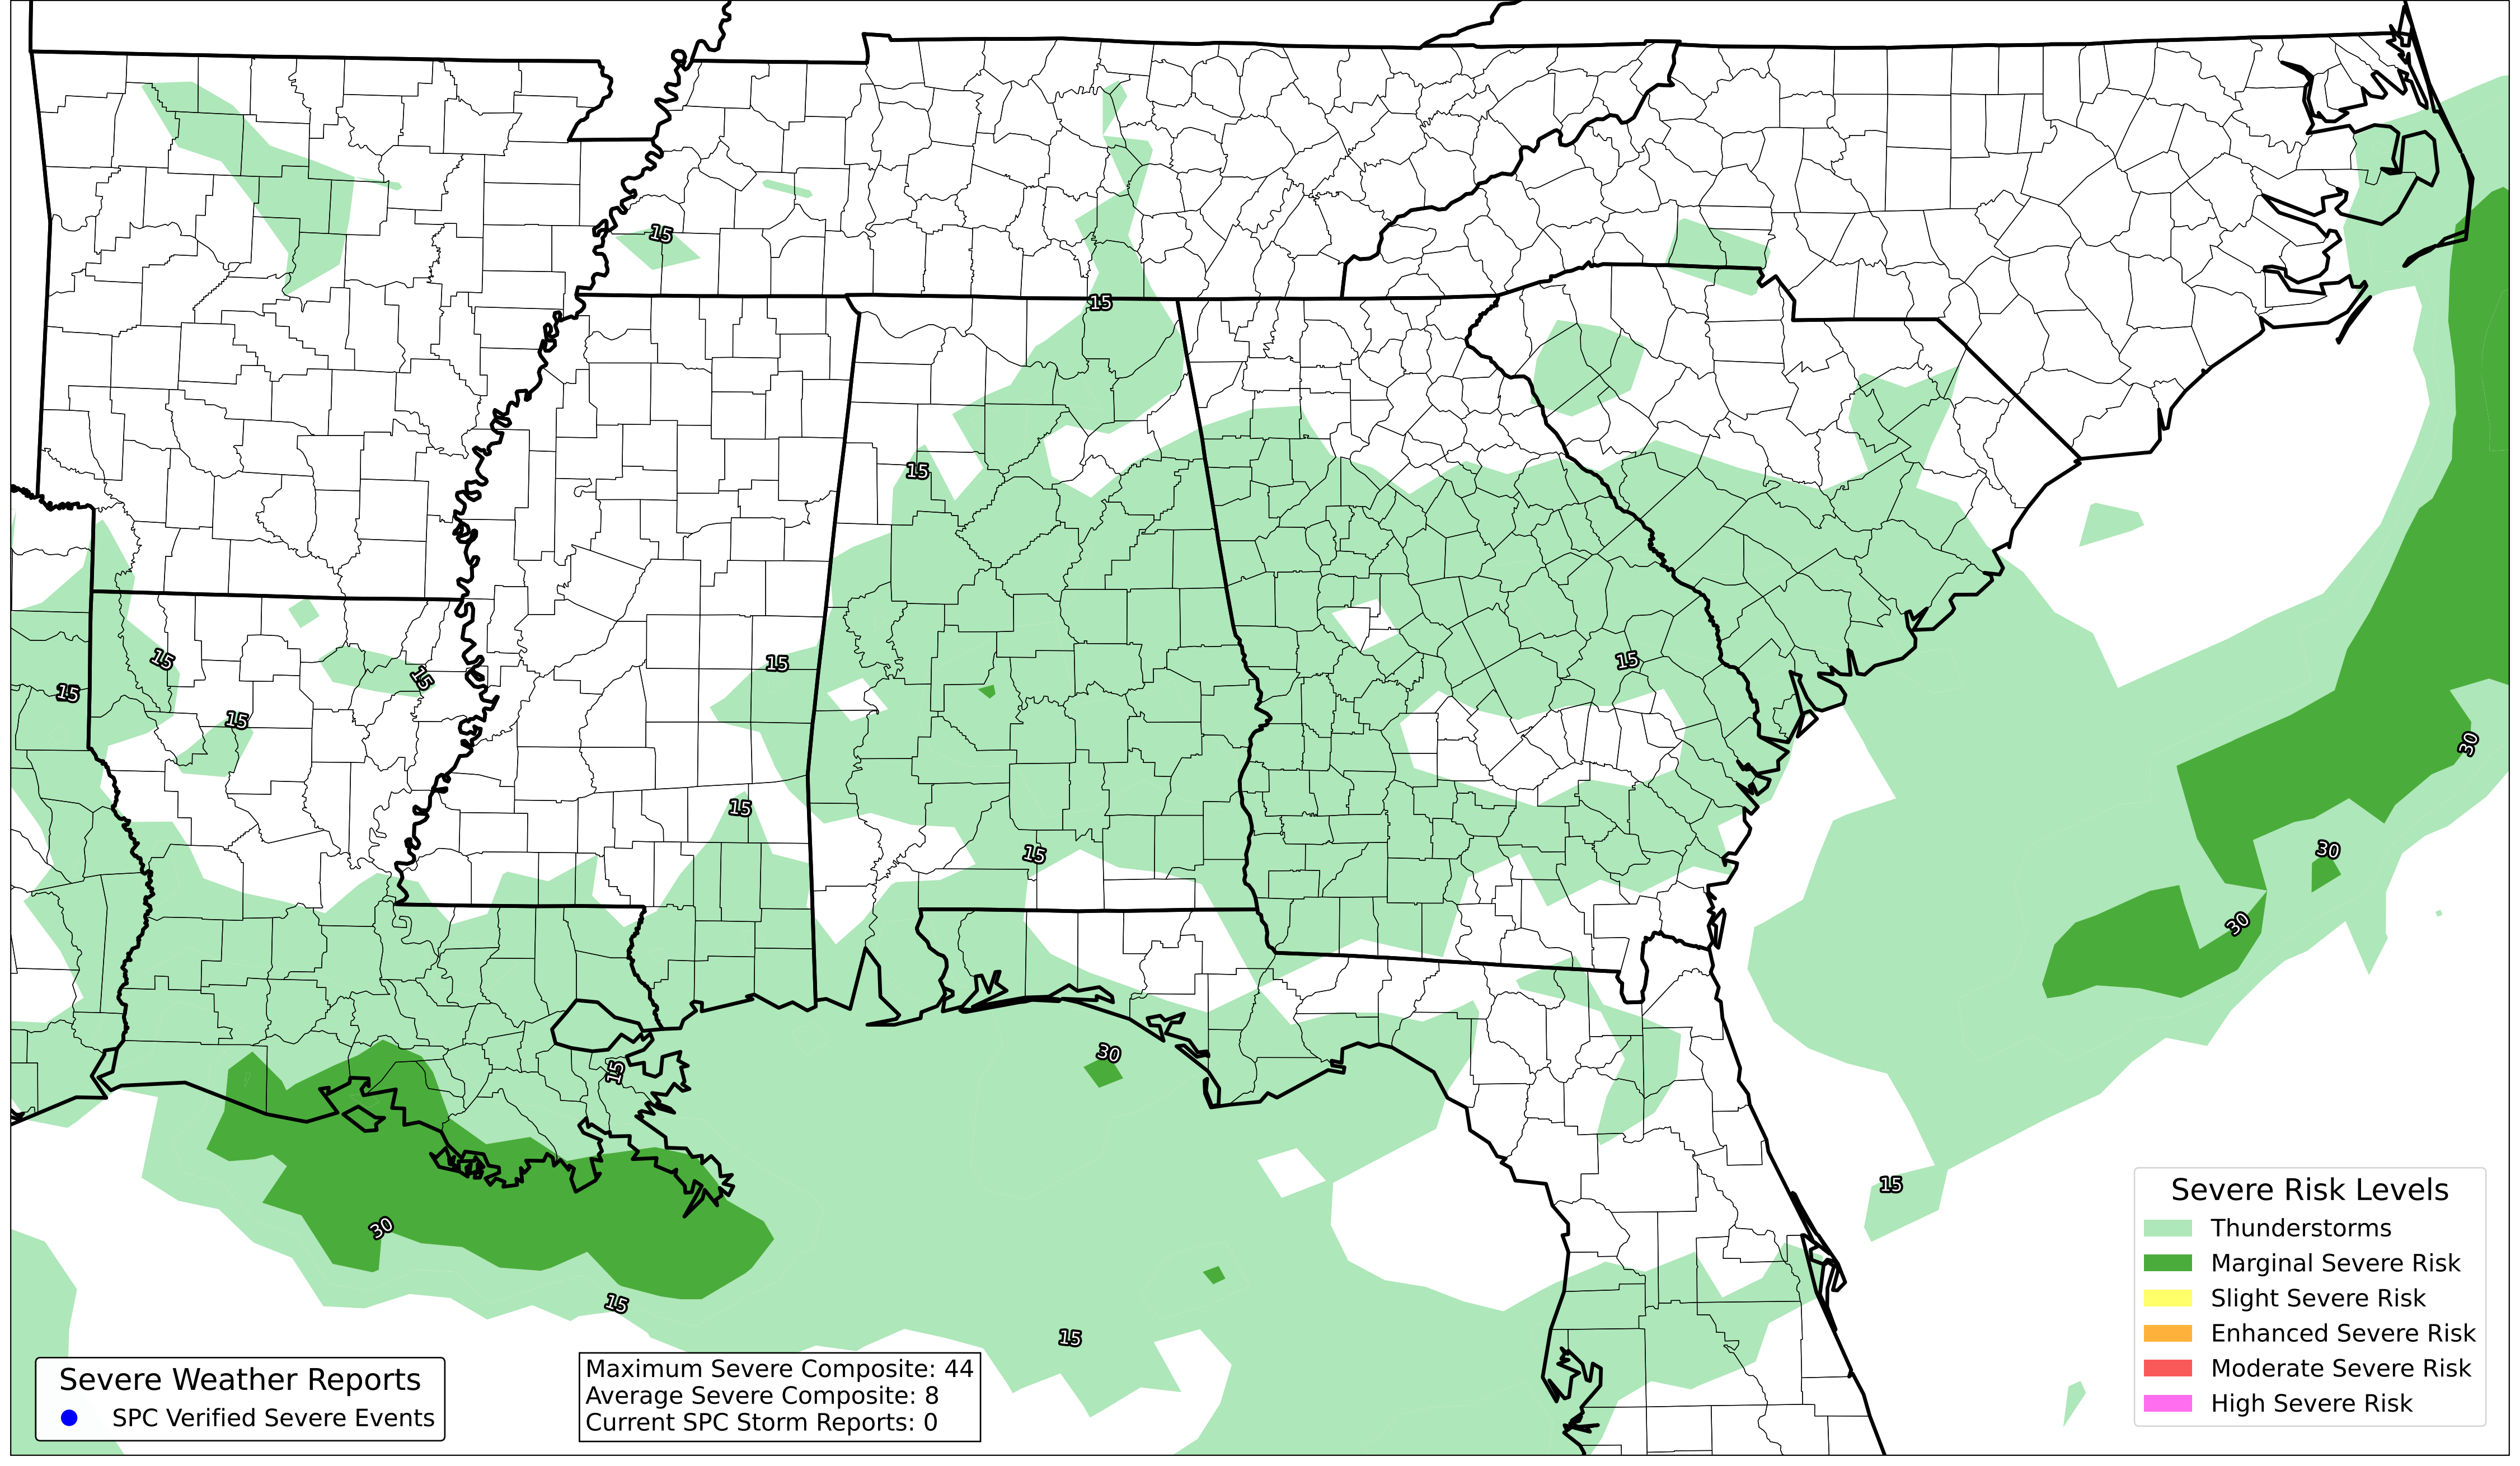 15
15
15
15
15
15
15
15
15
15
30
15
30
15
30
30
15
30
15
30
15
15
Severe Risk Levels
Thunderstorms
Marginal Severe Risk
Slight Severe Risk
Enhanced Severe Risk
Moderate Severe Risk
High Severe Risk
Severe Weather Reports
SPC Verified Severe Events
Maximum Severe Composite: 44
Average Severe Composite: 8
Current SPC Storm Reports: 0